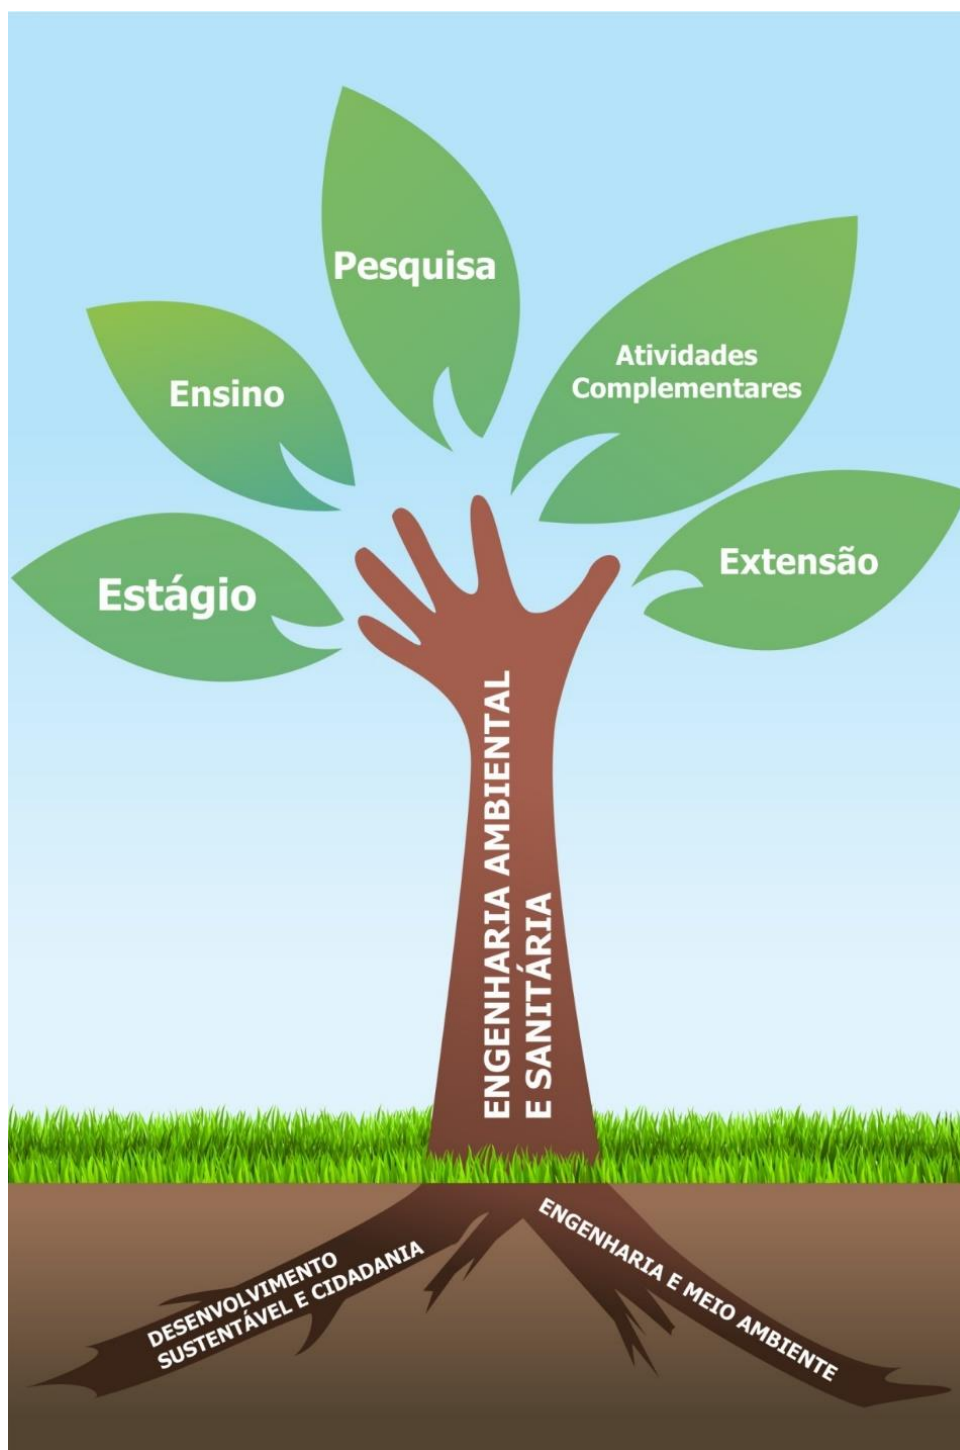 Pesquisa
Atividades
Complementares
Ensino
Extensão
Estágio
ENGENHARIA AMBIENTAL
E SANITÁRIA
DESENVOLVIMENTO
SUSTENTÁVEL E CIDADANIA
ENGENHARIA E MEIO AMBIENTE